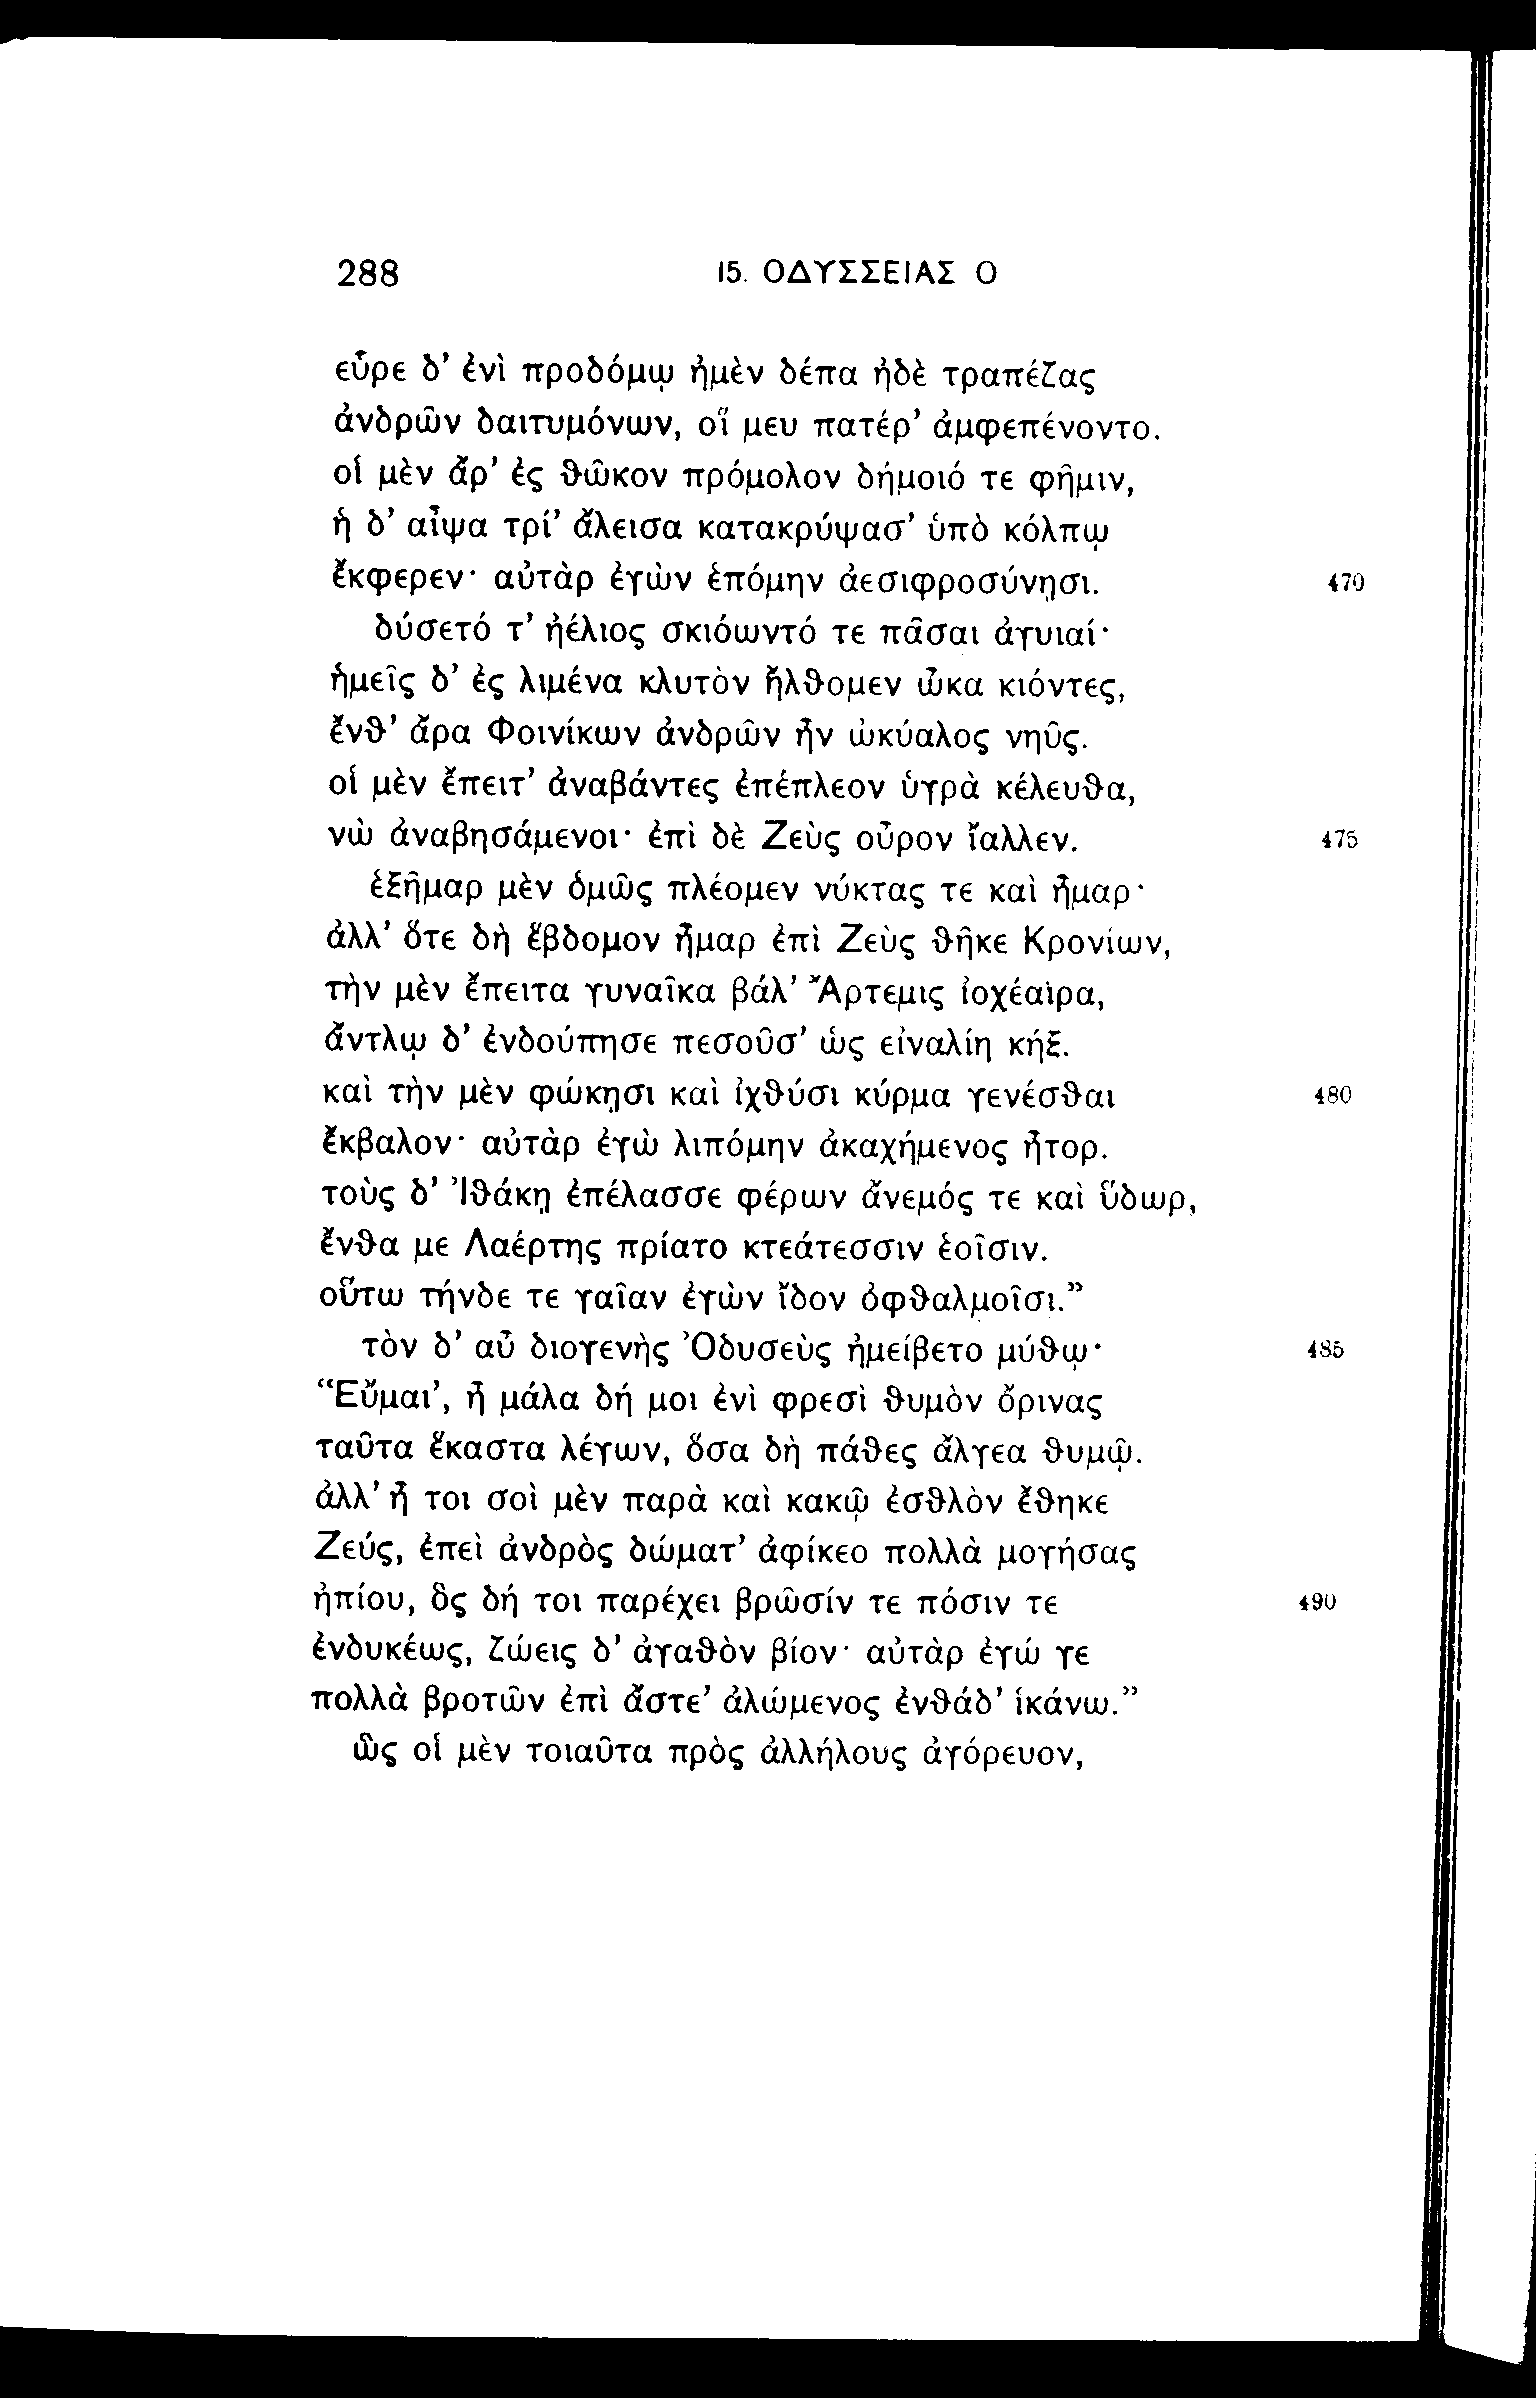 288 15. ΟΔΥΣΣΕΙΑΣ Ο
εὗρε δ’ ἐνὶ προδόμῳ ἠμὲν δέπα ἠδὲ τραπέζας
ἀνδρῶν δαιτυμόνων, οἵ μευ πατέρ’ ἀμφεπένοντο.
οἱ μὲν ἄρ’ ἐς θῶκον πρόμολον δήμοιό τε φῆμιν,
ἡ δ’ αἶψα τρί’ ἄλεισα κατακρύψασ’ ὑπὸ κόλπῳ
ἔκφερεν· αὐτὰρ ἐγὼν ἑπόμην ἀεσιφροσύνῃσι. 470
δύσετό τ’ ἠέλιος σκιόωντό τε πᾶσαι ἀγυιαί·
ἡμεῖς δ’ ἐς λιμένα κλυτὸν ἤλθομεν ὦκα κιόντες,
ἔνθ’ ἄρα Φοινίκων ἀνδρῶν ἦν ὠκύαλος νηῦς.
οἱ μὲν ἔπειτ’ ἀναβάντες ἐπέπλεον ὑγρὰ κέλευθα,
νὼ ἀναβησάμενοι· ἐπὶ δὲ Ζεὺς οὖρον ἴαλλεν. 475
ἑξῆμαρ μὲν ὁμῶς πλέομεν νύκτας τε καὶ ἦμαρ·
ἀλλ’ ὅτε δὴ ἕβδομον ἦμαρ ἐπὶ Ζεὺς θῆκε Κρονίων,
τὴν μὲν ἔπειτα γυναῖκα βάλ’ Ἄρτεμις ἰοχέαιρα,
ἄντλῳ δ’ ἐνδούπησε πεσοῦσ’ ὡς εἰναλίη κήξ.
καὶ τὴν μὲν φώκῃσι καὶ ἰχθύσι κύρμα γενέσθαι 480
ἔκβαλον· αὐτὰρ ἐγὼ λιπόμην ἀκαχήμενος ἦτορ.
τοὺς δ’ Ἰθάκῃ ἐπέλασσε φέρων ἄνεμός τε καὶ ὕδωρ,
ἔνθα με Λαέρτης πρίατο κτεάτεσσιν ἑοῖσιν.
οὕτω τήνδε τε γαῖαν ἐγὼν ἴδον ὀφθαλμοῖσι.”
τὸν δ’ αὖ διογενὴς Ὀδυσεὺς ἠμείβετο μύθῳ· 485
“Εὔμαι’, ἦ μάλα δή μοι ἐνὶ φρεσὶ θυμὸν ὄρινας
ταῦτα ἕκαστα λέγων, ὅσα δὴ πάθες ἄλγεα θυμῷ.
ἀλλ’ ἦ τοι σοὶ μὲν παρὰ καὶ κακῷ ἐσθλὸν ἔθηκε
Ζεύς, ἐπεὶ ἀνδρὸς δώματ’ ἀφίκεο πολλὰ μογήσας
ἠπίου, ὃς δή τοι παρέχει βρῶσίν τε πόσιν τε 490
ἐνδυκέως, ζώεις δ’ ἀγαθὸν βίον· αὐτὰρ ἐγώ γε
πολλὰ βροτῶν ἐπὶ ἄστε’ ἀλώμενος ἐνθάδ’ ἱκάνω.”
ὣς οἱ μὲν τοιαῦτα πρὸς ἀλλήλους ἀγόρευον,